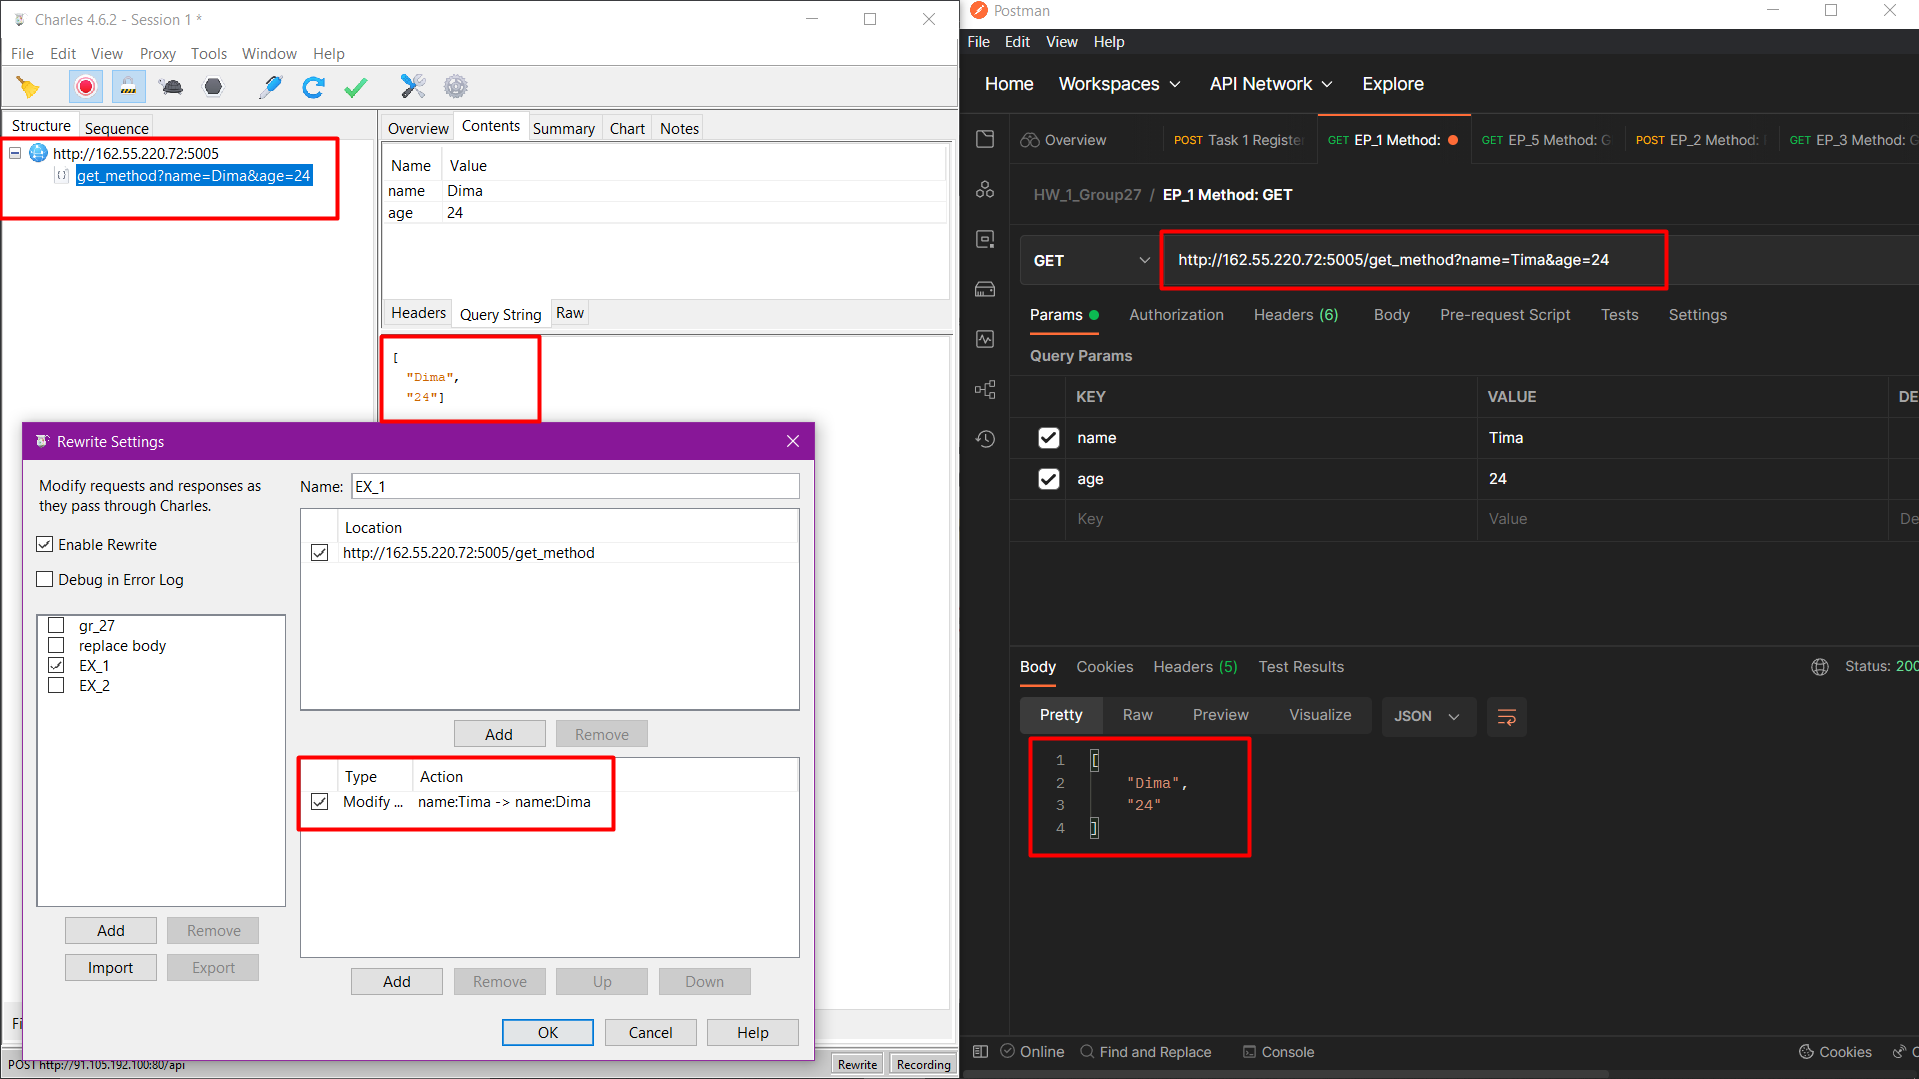 Charles 4.6.2 - Session 1 *
File Edit View Proxy Tools Window Help
Structure Sequence
http://162.55.220.72:5005
get_method?name=Dima&age=24
Overview Contents Summary Chart Notes
Name Value
name Dima
age 24
Headers Query String Raw
[
"Dima",
"24"]
Rewrite Settings
Modify requests and responses as
they pass through Charles.
Enable Rewrite
Debug in Error Log
gr_27
replace body
EX_1
EX_2
Add Remove
Import Export
Name: EX_1
Location
http://162.55.220.72:5005/get_method
Add Remove
Type Action
Modify ... name:Tima -> name:Dima
Add Remove Up Down
OK Cancel Help
POST http://91.105.192.100:80/api
Rewrite Recording
Postman
File Edit View Help
Home Workspaces API Network Explore
Overview POST Task 1 Registe GET EP_1 Method: GET EP_5 Method: G POST EP_2 Method: GET EP_3 Method: G
HW_1_Group27 / EP_1 Method: GET
GET http://162.55.220.72:5005/get_method?name=Tima&age=24
Params Authorization Headers (6) Body Pre-request Script Tests Settings
Query Params
KEY VALUE DE
name Tima
age 24
Key Value De
Body Cookies Headers (5) Test Results Status: 200
Pretty Raw Preview Visualize JSON
1 [
2 "Dima",
3 "24"
4 ]
Online Find and Replace Console Cookies